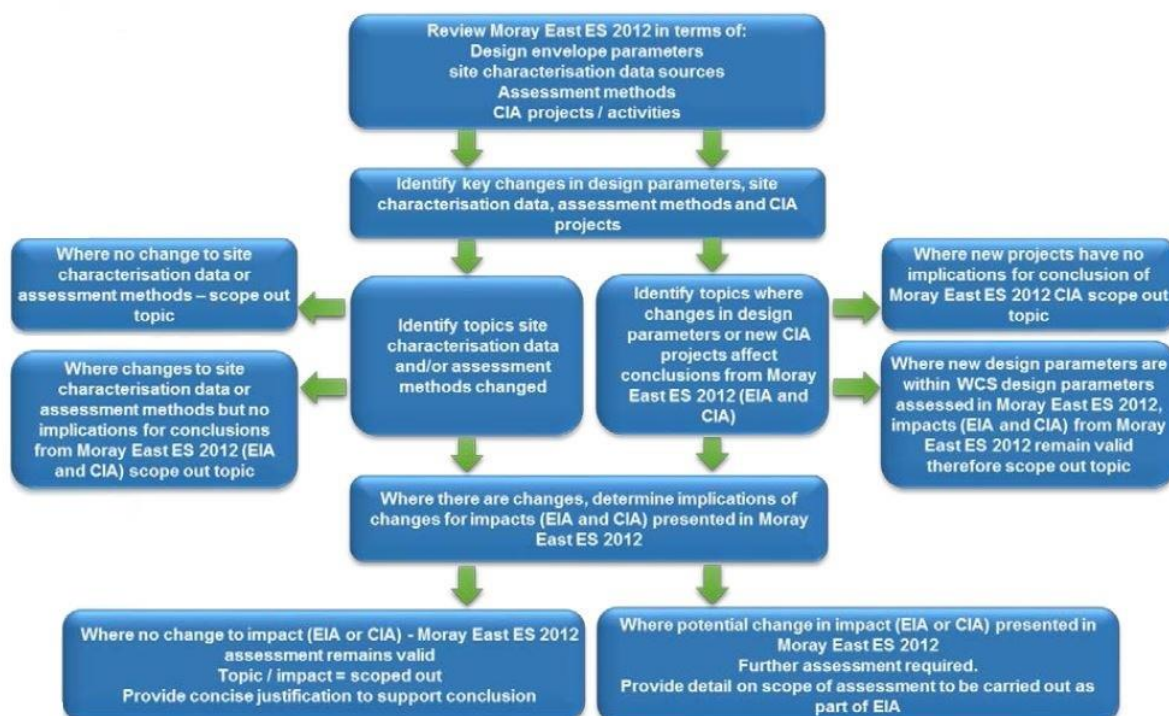 Review Moray East ES 2012 in terms of:
Design envelope parameters
site characterisation data sources
Assessment methods
CIA projects / activities
Identify key changes in design parameters, site
characterisation data, assessment methods and CIA
projects
Where no change to site
characterisation data or
assessment methods – scope out
topic
Where changes to site
characterisation data or
assessment methods but no
implications for conclusions
from Moray East ES 2012 (EIA
and CIA) scope out topic
Identify topics site
characterisation data
and/or assessment
methods changed
Identify topics where
changes in design
parameters or new CIA
projects affect
conclusions from Moray
East ES 2012 (EIA and
CIA)
Where new projects have no
implications for conclusion of
Moray East ES 2012 CIA scope out
topic
Where new design parameters are
within WCS design parameters
assessed in Moray East ES 2012,
impacts (EIA and CIA) from Moray
East ES 2012 remain valid
therefore scope out topic
Where there are changes, determine implications of
changes for impacts (EIA and CIA) presented in Moray
East ES 2012
Where no change to impact (EIA or CIA) - Moray East ES 2012
assessment remains valid
Topic / impact = scoped out
Provide concise justification to support conclusion
Where potential change in impact (EIA or CIA) presented in
Moray East ES 2012
Further assessment required.
Provide detail on scope of assessment to be carried out as
part of EIA